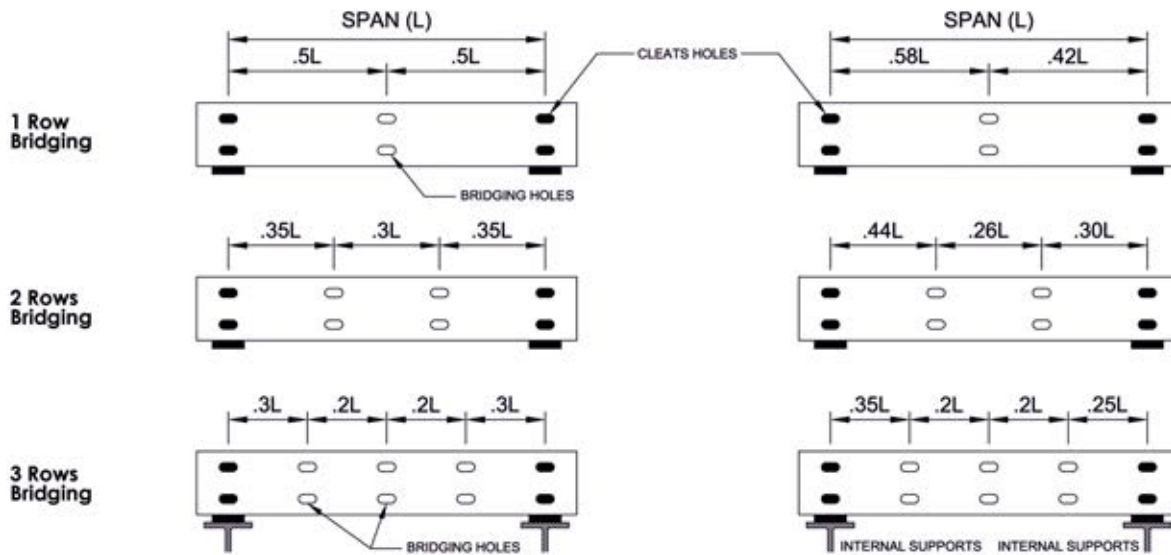 SPAN (L)
SPAN (L)
.5L .5L
CLEATS HOLES
.58L .42L
1 Row
Bridging
BRIDGING HOLES
.35L .3L .35L
.44L .26L .30L
2 Rows
Bridging
.3L .2L .2L .3L
.35L .2L .2L .25L
3 Rows
Bridging
BRIDGING HOLES
INTERNAL SUPPORTS INTERNAL SUPPORTS